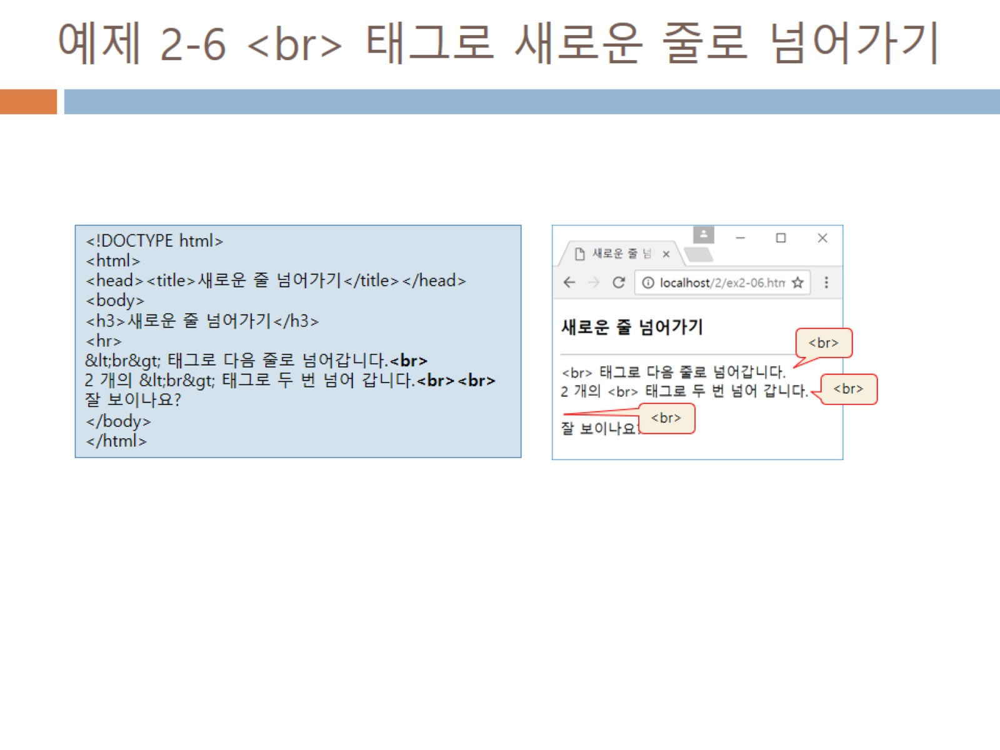 예제 2-6 <br> 태그로 새로운 줄로 넘어가기
<!DOCTYPE html>
<html>
<head><title>새로운 줄 넘어가기</title></head>
<body>
<h3>새로운 줄 넘어가기</h3>
<hr>
&lt;br&gt; 태그로 다음 줄로 넘어갑니다.<br>
2 개의 &lt;br&gt; 태그로 두 번 넘어 갑니다.<br><br>
잘 보이나요?
</body>
</html>
새로운 줄 넘
localhost/2/ex2-06.htm
새로운 줄 넘어가기
<br>
<br> 태그로 다음 줄로 넘어갑니다.
2 개의 <br> 태그로 두 번 넘어 갑니다.
<br>
<br>
잘 보이나요?